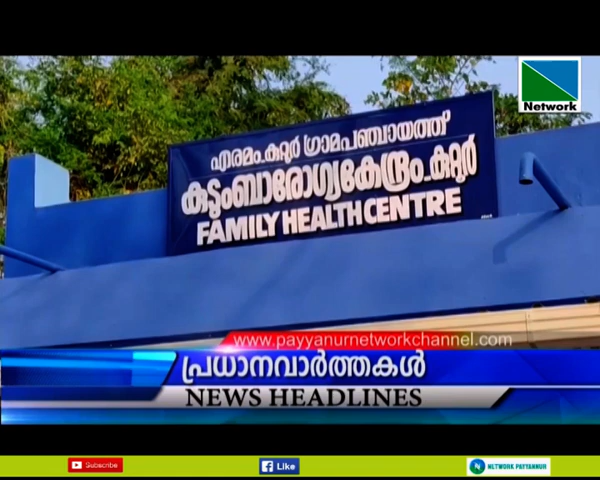 Network
എരമം-കുറ്റൂർ ഗ്രാമപഞ്ചായത്ത്
കുടുംബാരോഗ്യകേന്ദ്രം-കുറ്റൂർ
FAMILY HEALTH CENTRE
www.payyanurnetworkchannel.com
പ്രധാനവാർത്തകൾ
NEWS HEADLINES
Subscribe
Like
NETWORK PAYYANUR